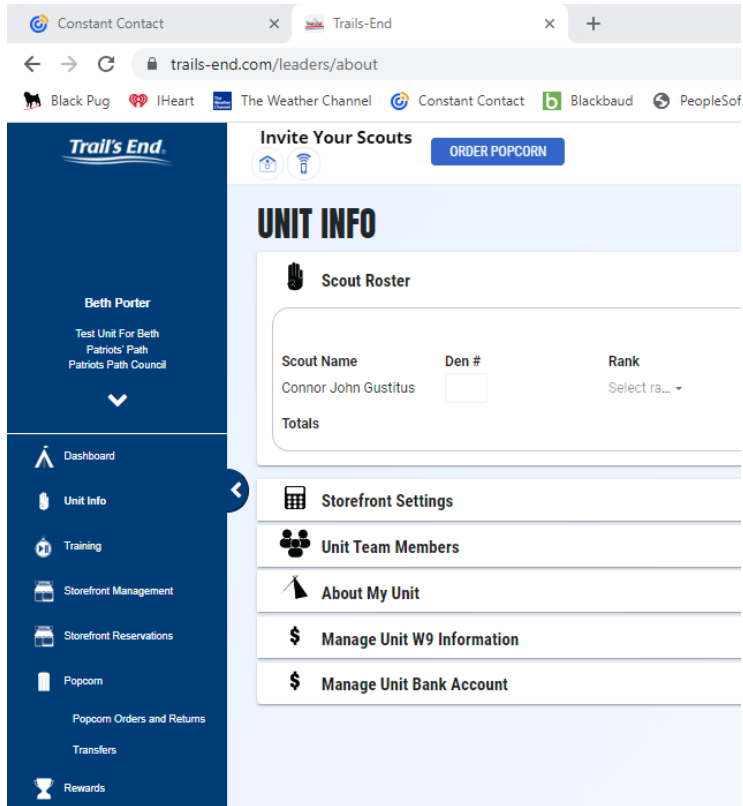 Constant Contact
Trails-End
trails-end.com/leaders/about
Black Pug IHeart The Weather Channel Constant Contact Blackbaud PeopleSof
Trail's End
Invite Your Scouts
ORDER POPCORN
UNIT INFO
Beth Porter
Test Unit For Beth
Patriots' Path
Patriots Path Council
Dashboard
Unit Info
Training
Storefront Management
Storefront Reservations
Popcorn
Popcorn Orders and Returns
Transfers
Rewards
Scout Roster
Scout Name Den # Rank
Connor John Gustitus Select ra...
Totals
Storefront Settings
Unit Team Members
About My Unit
$ Manage Unit W9 Information
$ Manage Unit Bank Account